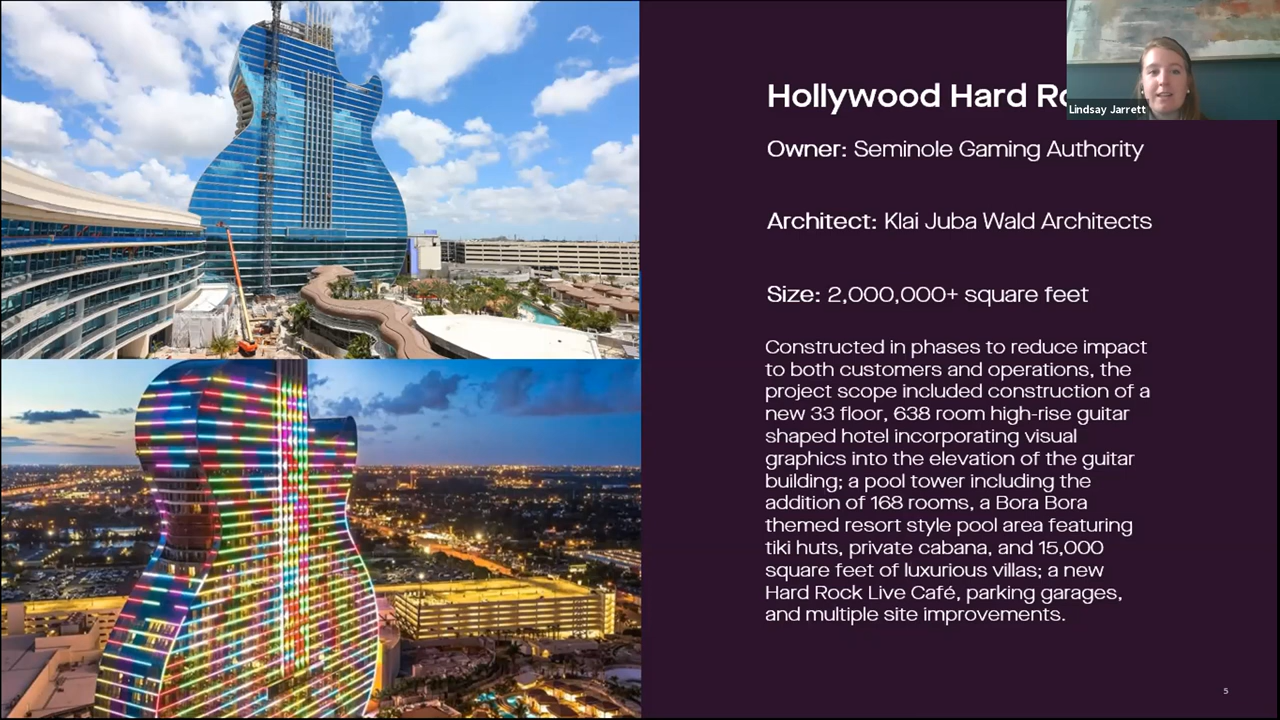 Hollywood Hard
Lindsay Jarrett
Owner: Seminole Gaming Authority
Architect: Klai Juba Wald Architects
Size: 2,000,000+ square feet
Constructed in phases to reduce impact
to both customers and operations, the
project scope included construction of a
new 33 floor, 638 room high-rise guitar
shaped hotel incorporating visual
graphics into the elevation of the guitar
building; a pool tower including the
addition of 168 rooms, a Bora Bora
themed resort style pool area featuring
tiki huts, private cabana, and 15,000
square feet of luxurious villas; a new
Hard Rock Live Café, parking garages,
and multiple site improvements.
5